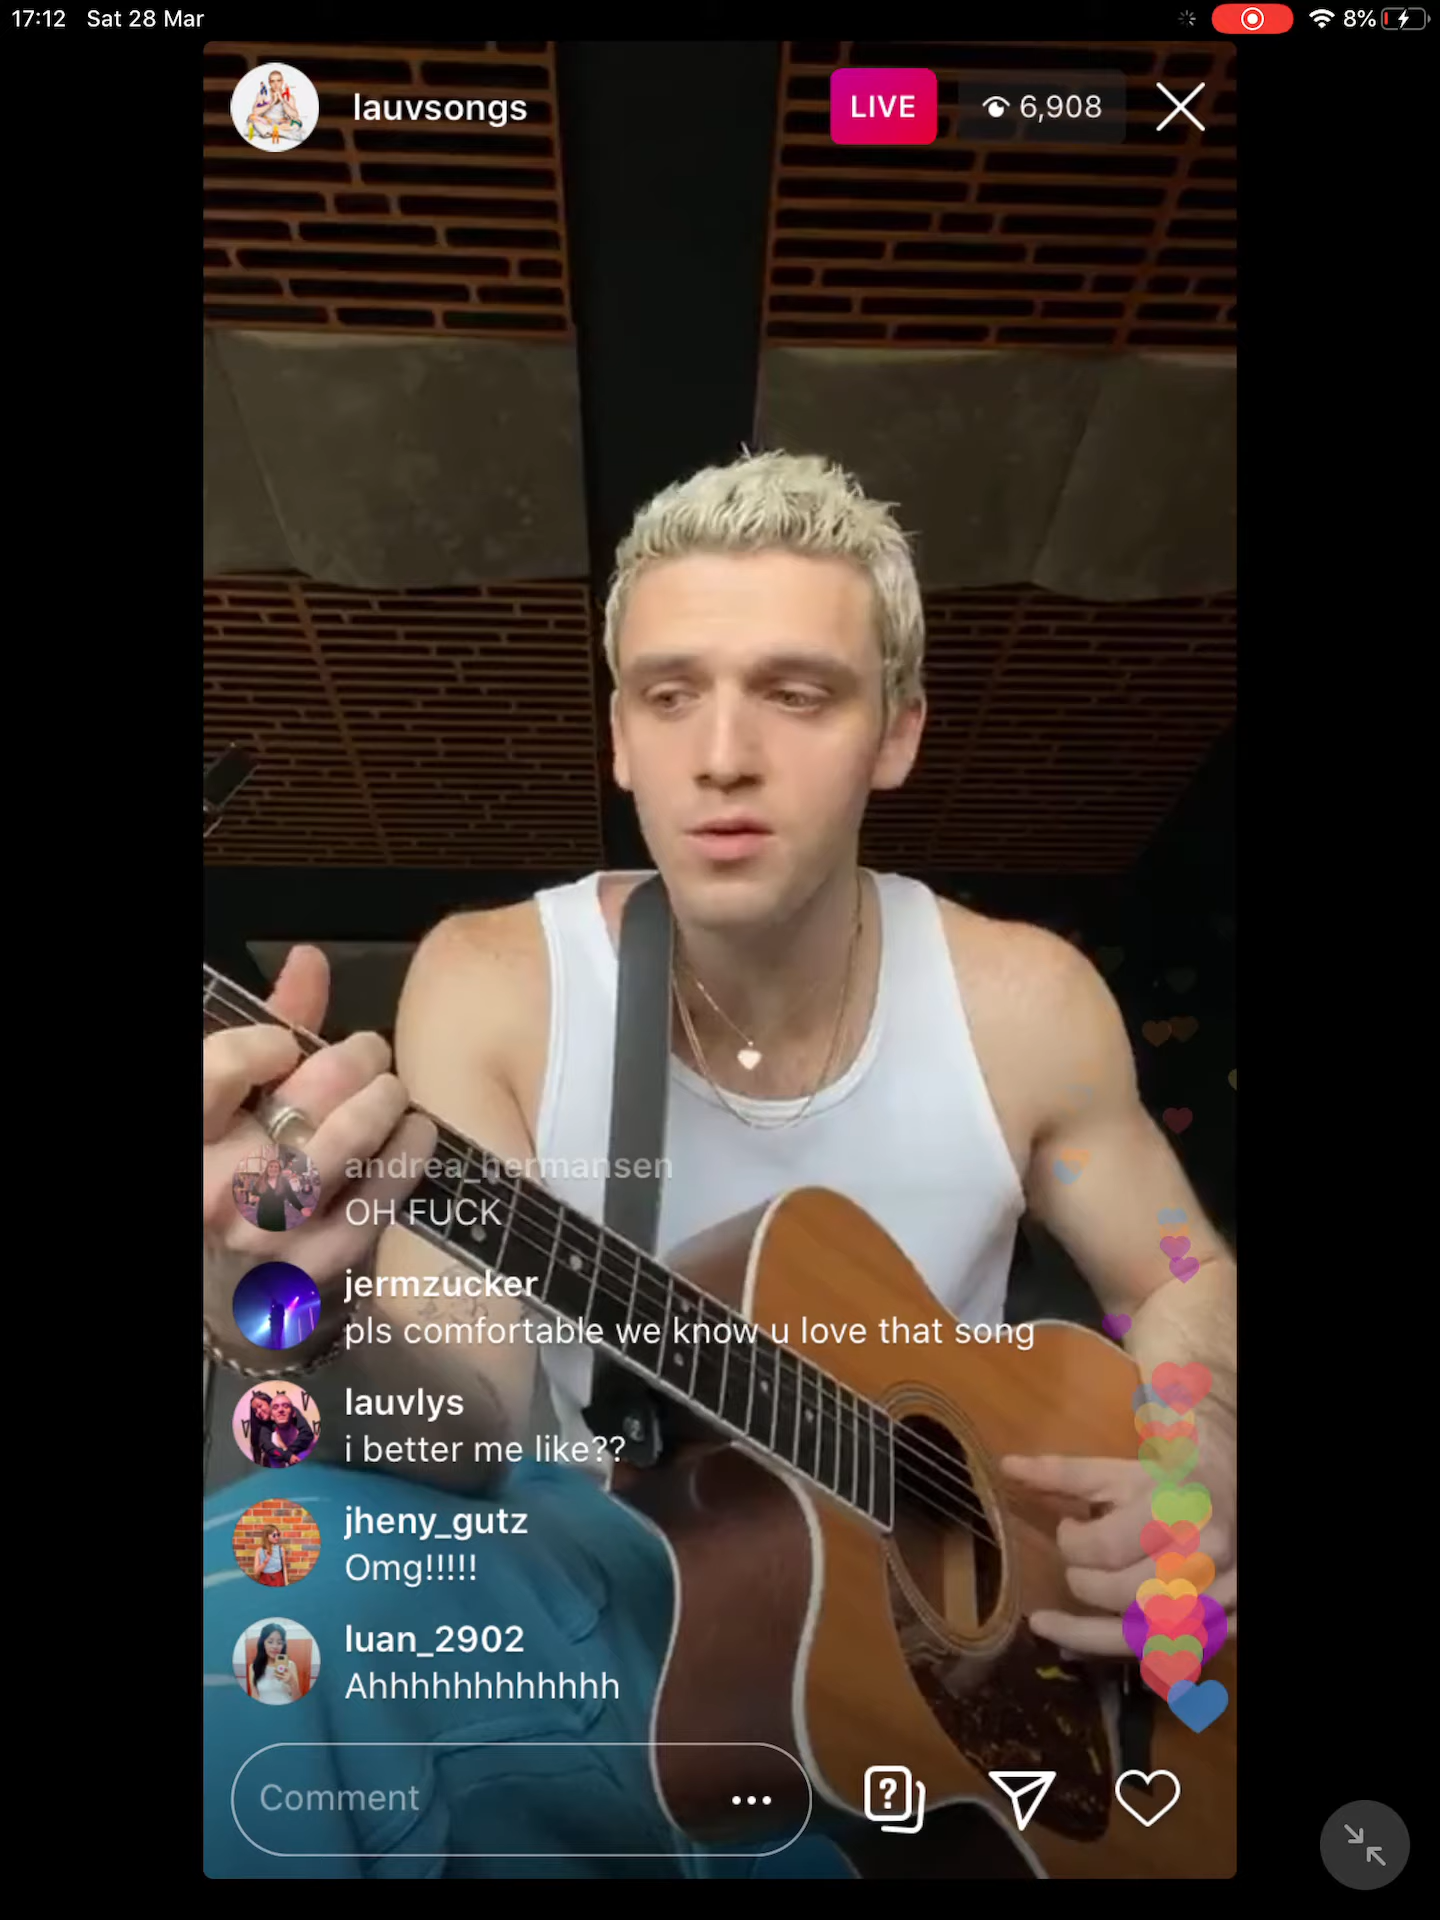 17:12 Sat 28 Mar 8%
lauvsongs LIVE 6,908
andrea_hermansen
OH FUCK
jermzucker
pls comfortable we know u love that song
lauvlys
i better me like??
jheny_gutz
Omg!!!!!
luan_2902
Ahhhhhhhhhhhhh
Comment